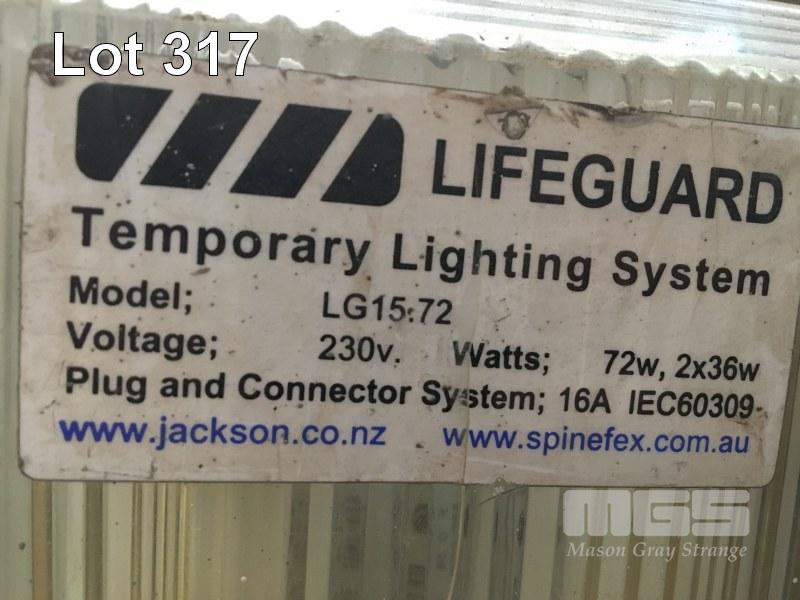 Lot 317
LIFEGUARD
Temporary Lighting System
Model; LG15:72
Voltage; 230v. Watts; 72w, 2x36w
Plug and Connector System; 16A IEC60309-
www.jackson.co.nz www.spinefex.com.au
MGS
Mason Gray Strange